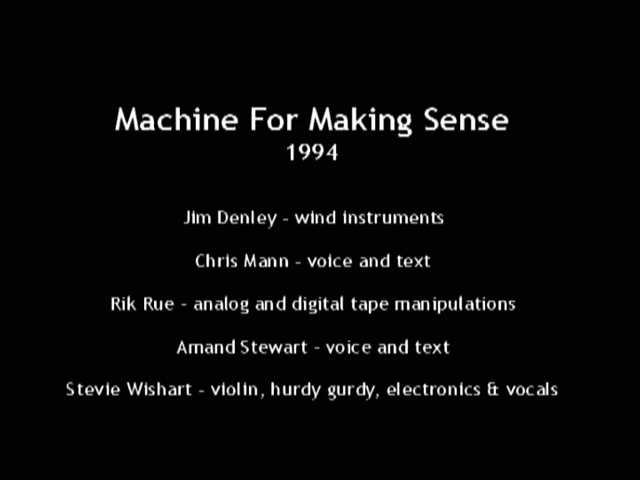 Machine For Making Sense
1994
Jim Denley - wind instruments
Chris Mann - voice and text
Rik Rue - analog and digital tape manipulations
Amand Stewart - voice and text
Stevie Wishart - violin, hurdy gurdy, electronics & vocals